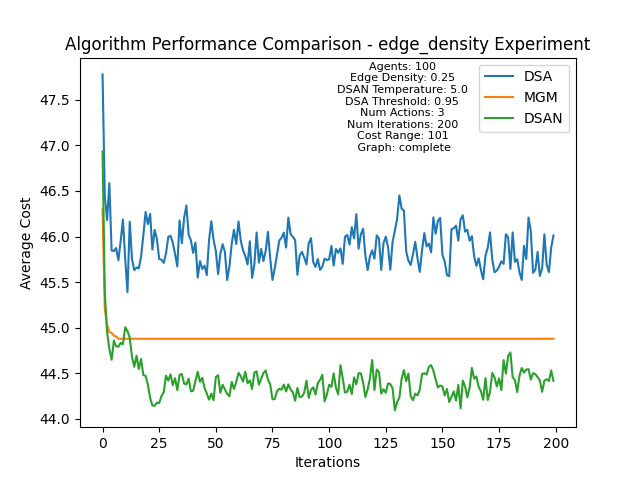 Algorithm Performance Comparison - edge_density Experiment
Agents: 100
Edge Density: 0.25
DSAN Temperature: 5.0
DSA Threshold: 0.95
Num Actions: 3
Num Iterations: 200
Cost Range: 101
Graph: complete
DSA
MGM
DSAN
Average Cost
47.5
47.0
46.5
46.0
45.5
45.0
44.5
44.0
0 25 50 75 100 125 150 175 200
Iterations